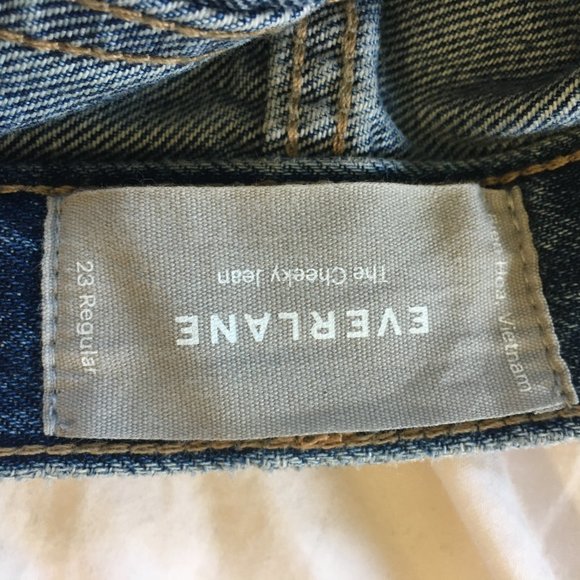 EVERLANE
The Cheeky Jean
23 Regular
Vietnam